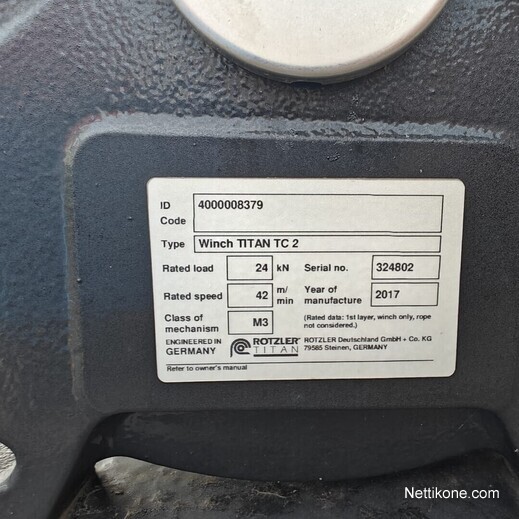 ID 4000008379
Code
Type Winch TITAN TC 2
Rated load 24 kN Serial no. 324802
Rated speed 42 m/min Year of manufacture 2017
Class of mechanism M3 (Rated data: 1st layer, winch only, rope not considered.)
ENGINEERED IN GERMANY ROTZLER TITAN ROTZLER Deutschland GmbH + Co. KG
79585 Steinen, GERMANY
Refer to owner's manual
Nettikone.com